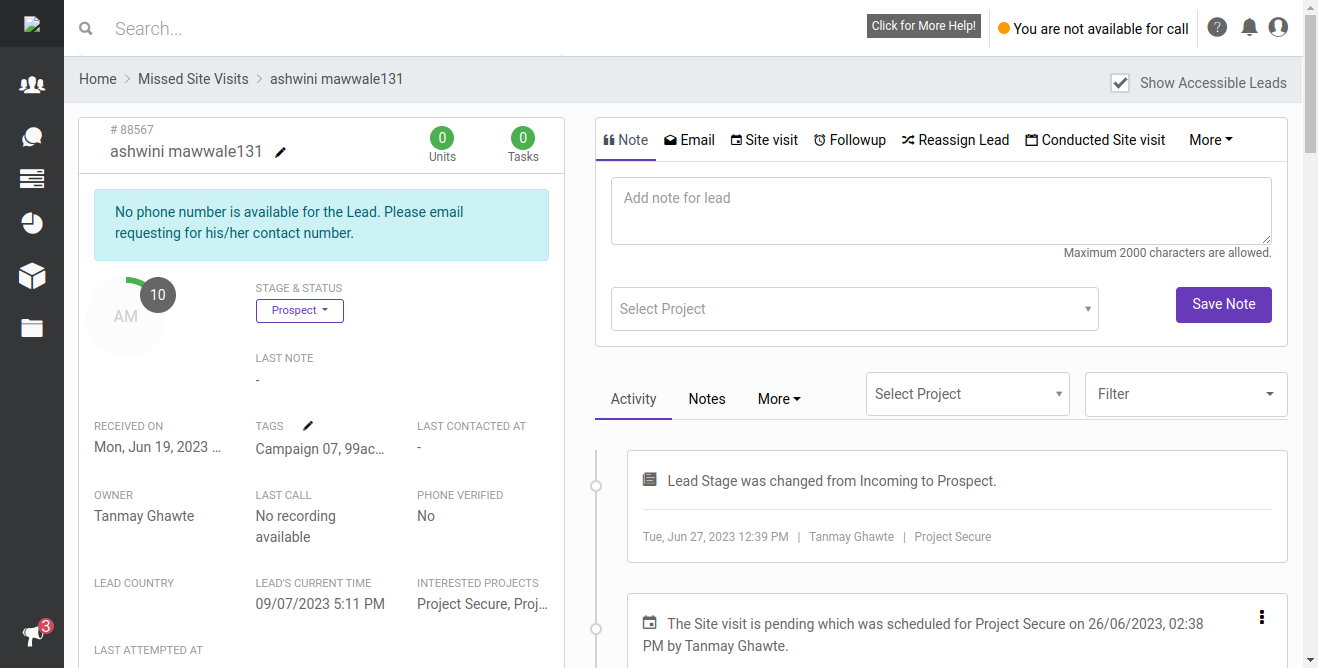 Search...
Click for More Help!
You are not available for call
?
Home > Missed Site Visits > ashwini mawwale131
Show Accessible Leads
# 88567
ashwini mawwale131
0
Units
0
Tasks
No phone number is available for the Lead. Please email
requesting for his/her contact number.
AM
10
STAGE & STATUS
Prospect
LAST NOTE
-
RECEIVED ON
Mon, Jun 19, 2023 ...
TAGS
Campaign 07, 99ac...
LAST CONTACTED AT
-
OWNER
Tanmay Ghawte
LAST CALL
No recording
available
PHONE VERIFIED
No
LEAD COUNTRY
LEAD'S CURRENT TIME
09/07/2023 5:11 PM
INTERESTED PROJECTS
Project Secure, Proj...
LAST ATTEMPTED AT
3
Note
Email
Site visit
Followup
Reassign Lead
Conducted Site visit
More
Add note for lead
Maximum 2000 characters are allowed.
Select Project
Save Note
Activity
Notes
More
Select Project
Filter
Lead Stage was changed from Incoming to Prospect.
Tue, Jun 27, 2023 12:39 PM | Tanmay Ghawte | Project Secure
The Site visit is pending which was scheduled for Project Secure on 26/06/2023, 02:38
PM by Tanmay Ghawte.